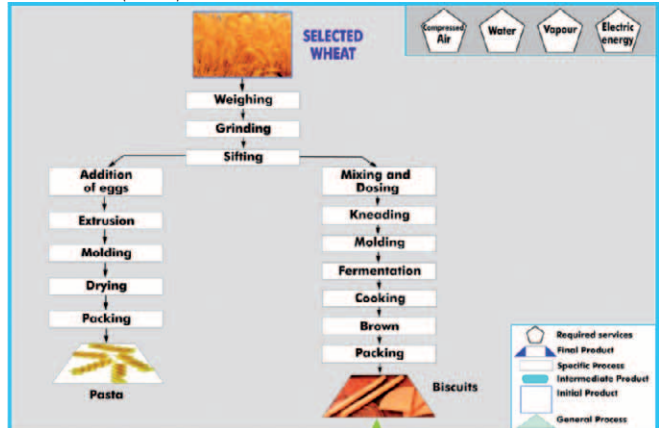 SELECTED
WHEAT
Compressed
Air
Water
Vapour
Electric
energy
Weighing
Grinding
Sifting
Addition
of eggs
Extrusion
Molding
Drying
Packing
Pasta
Mixing and
Dosing
Kneading
Molding
Fermentation
Cooking
Brown
Packing
Biscuits
Required services
Final Product
Specific Process
Intermediate Product
Initial Product
General Process